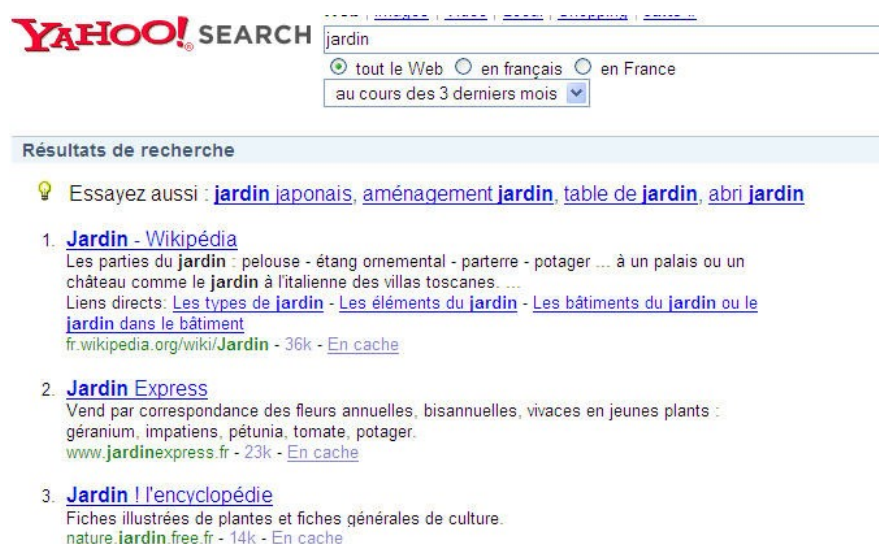 YAHOO! SEARCH
Web | Images | Vidéo | Local | Shopping | suite »
jardin
tout le Web en français en France
au cours des 3 derniers mois
Résultats de recherche
Essayez aussi : jardin japonais, aménagement jardin, table de jardin, abri jardin
1. Jardin - Wikipédia
Les parties du jardin : pelouse - étang ornemental - parterre - potager ... à un palais ou un
château comme le jardin à l'italienne des villas toscanes. ...
Liens directs: Les types de jardin - Les éléments du jardin - Les bâtiments du jardin ou le
jardin dans le bâtiment
fr.wikipedia.org/wiki/Jardin - 36k - En cache
2. Jardin Express
Vend par correspondance des fleurs annuelles, bisannuelles, vivaces en jeunes plants :
géranium, impatiens, pétunia, tomate, potager.
www.jardinexpress.fr - 23k - En cache
3. Jardin ! l'encyclopédie
Fiches illustrées de plantes et fiches générales de culture.
nature.jardin.free.fr - 14k - En cache